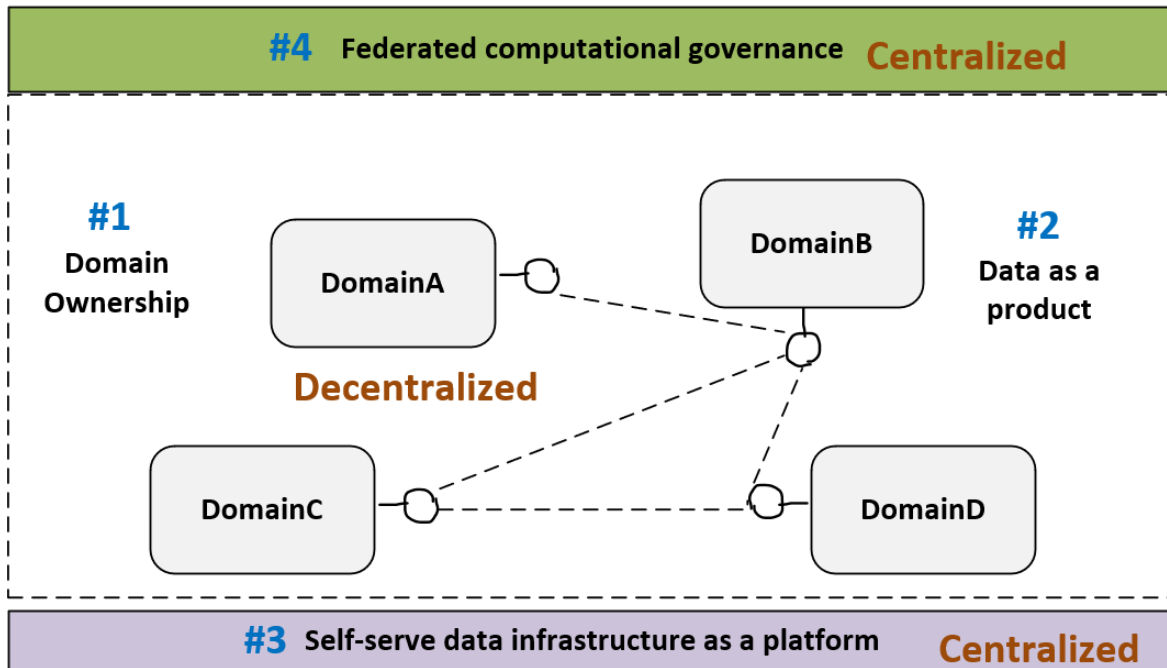 #4 Federated computational governance Centralized
#1
Domain
Ownership
DomainA
DomainB
#2
Data as a
product
Decentralized
DomainC
DomainD
#3 Self-serve data infrastructure as a platform Centralized